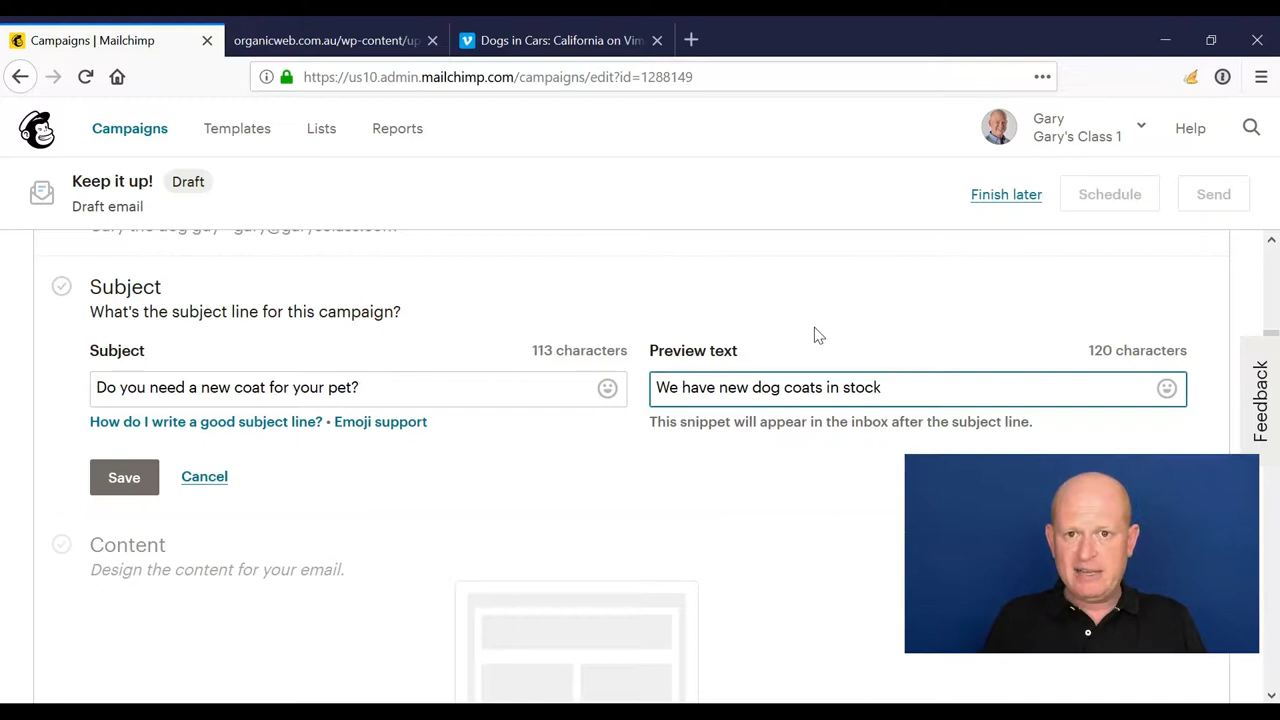 Campaigns | Mailchimp
organicweb.com.au/wp-content/up
Dogs in Cars: California on Vim
https://us10.admin.mailchimp.com/campaigns/edit?id=1288149
Campaigns
Templates
Lists
Reports
Gary
Gary's Class 1
Help
Keep it up!
Draft
Draft email
Finish later
Schedule
Send
Subject
What's the subject line for this campaign?
Subject
113 characters
Preview text
120 characters
Do you need a new coat for your pet?
We have new dog coats in stock
How do I write a good subject line? • Emoji support
This snippet will appear in the inbox after the subject line.
Feedback
Save
Cancel
Content
Design the content for your email.